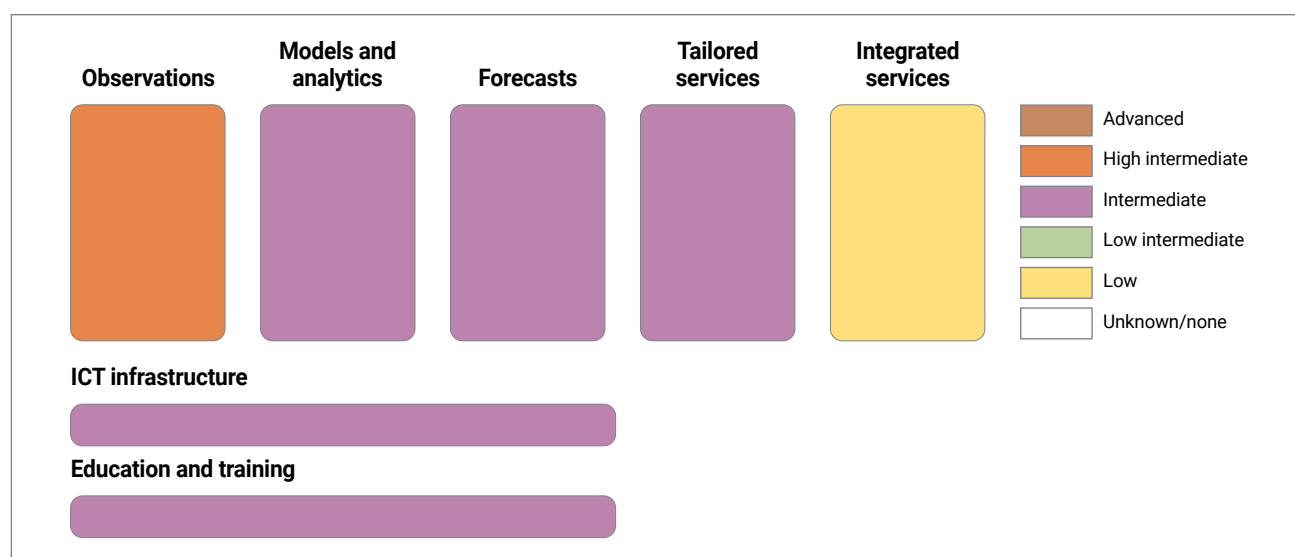 Observations
Models and
analytics
Forecasts
Tailored
services
Integrated
services
Advanced
High intermediate
Intermediate
Low intermediate
Low
Unknown/none
ICT infrastructure
Education and training